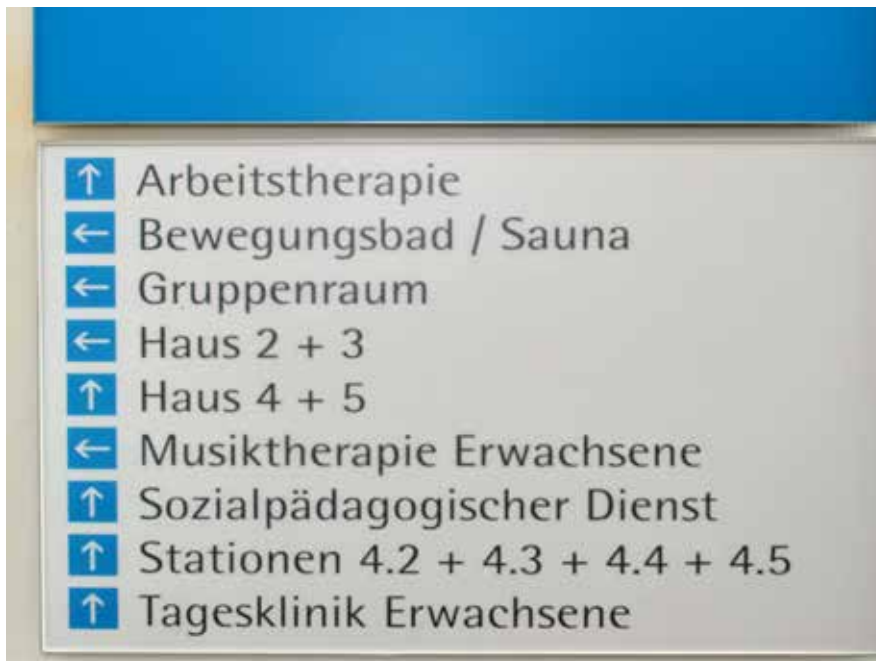 ↑ Arbeitstherapie
← Bewegungsbad / Sauna
← Gruppenraum
← Haus 2 + 3
↑ Haus 4 + 5
← Musiktherapie Erwachsene
↑ Sozialpädagogischer Dienst
↑ Stationen 4.2 + 4.3 + 4.4 + 4.5
↑ Tagesklinik Erwachsene